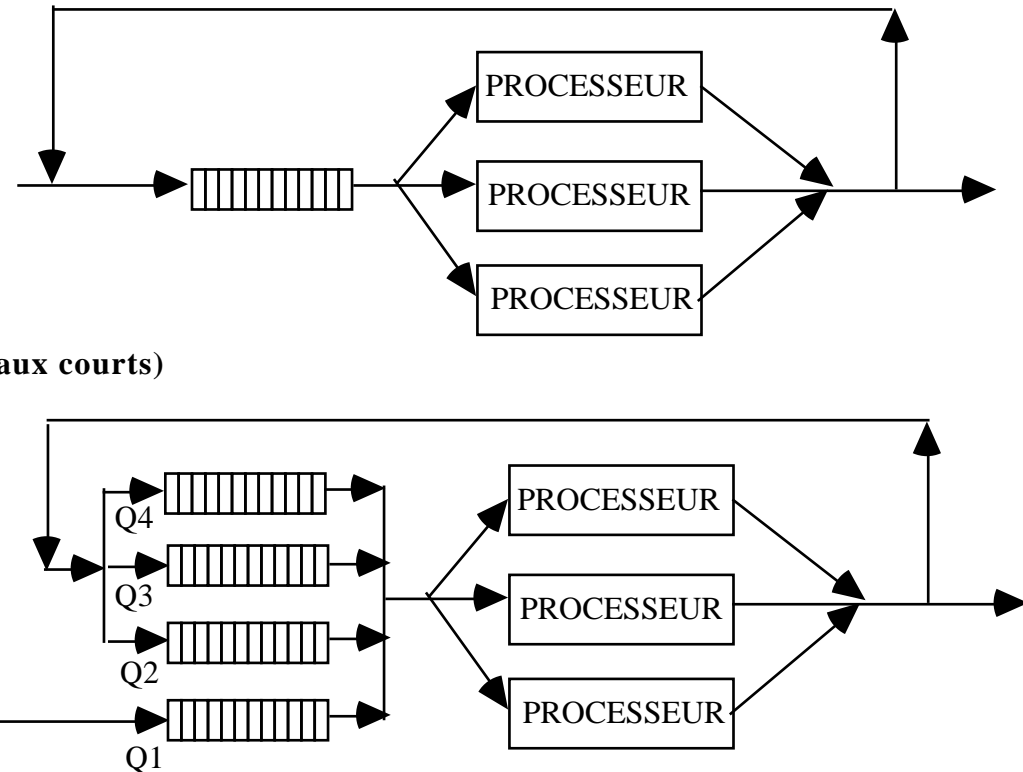 PROCESSEUR
PROCESSEUR
PROCESSEUR
aux courts)
PROCESSEUR
Q4
PROCESSEUR
Q3
Q2
PROCESSEUR
Q1